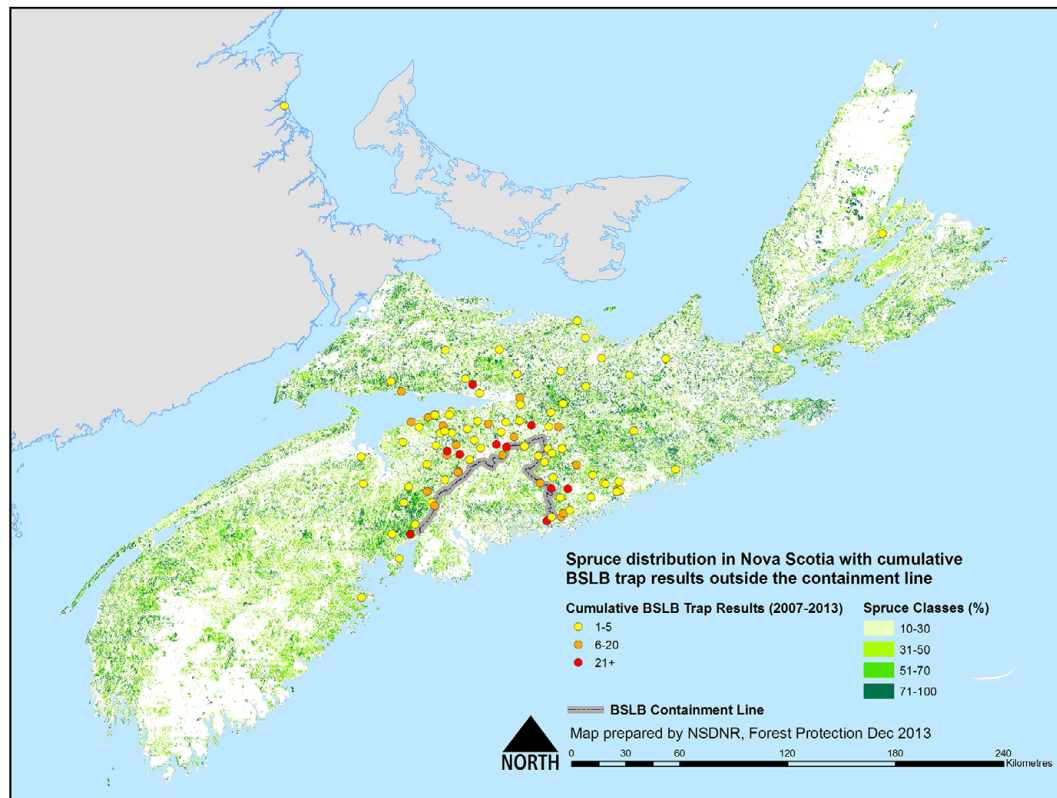 Spruce distribution in Nova Scotia with cumulative
BSLB trap results outside the containment line
Cumulative BSLB Trap Results (2007-2013)
1-5
6-20
21+
Spruce Classes (%)
10-30
31-50
51-70
71-100
BSLB Containment Line
Map prepared by NSDNR, Forest Protection Dec 2013
NORTH
0 30 60 120 180 240
Kilometres